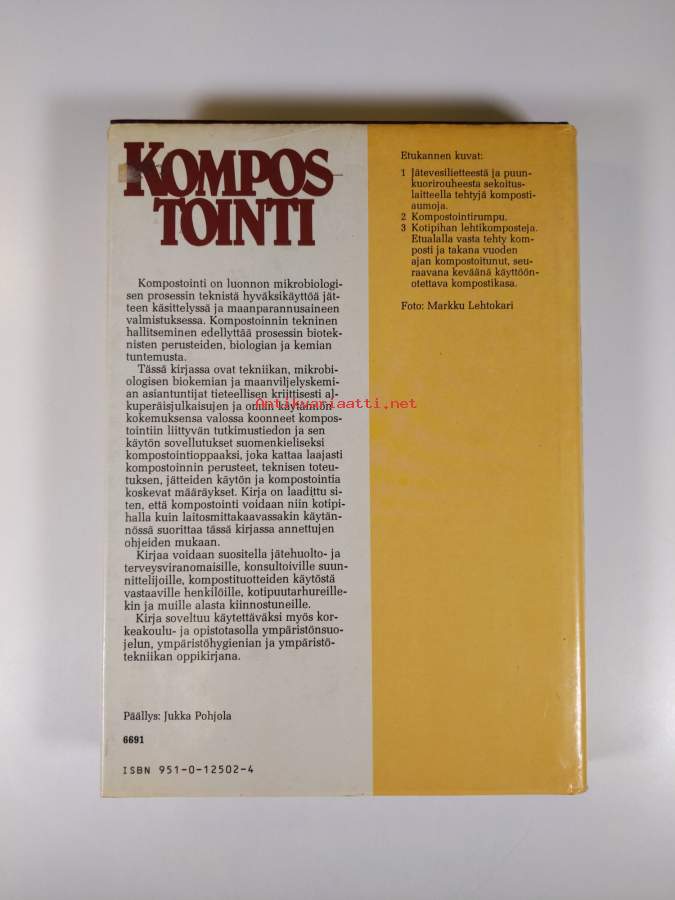 KOMPOS-
TOINTI
Kompostointi on luonnon mikrobiologi-
sen prosessin teknistä hyväksikäyttöä jät-
teen käsittelyssä ja maanparannusaineen
valmistuksessa. Kompostoinnin tekninen
hallitseminen edellyttää prosessin biotek-
nisten perusteiden, biologian ja kemian
tuntemusta.
Tässä kirjassa ovat tekniikan, mikrobi-
ologisen biokemian ja maanviljelyskemi-
an asiantuntijat tieteellisen kriittisesti al-
kuperäisjulkaisujen ja oman käytännön
kokemuksensa valossa koonneet kompos-
tointiin liittyvän tutkimustiedon ja sen
käytön sovellutukset suomenkieliseksi
kompostointioppaaksi, joka kattaa laajasti
kompostoinnin perusteet, teknisen toteu-
tuksen, jätteiden käytön ja kompostointia
koskevat määräykset. Kirja on laadittu si-
ten, että kompostointi voidaan niin kotipi-
halla kuin laitosmittakaavassakin käytän-
nössä suorittaa tässä kirjassa annettujen
ohjeiden mukaan.
Kirjaa voidaan suositella jätehuolto- ja
terveysviranomaisille, konsultoiville suun-
nittelijoille, kompostituotteiden käytöstä
vastaaville henkilöille, kotipuutarhureille-
kin ja muille alasta kiinnostuneille.
Kirja soveltuu käytettäväksi myös kor-
keakoulu- ja opistotasolla ympäristönsuo-
jelun, ympäristöhygienian ja ympäristö-
tekniikan oppikirjana.
Päällys: Jukka Pohjola
6691
ISBN 951-0-12502-4
Etukannen kuvat:
1 Jätevesilietteestä ja puun-
kuorirouheesta sekoitus-
laitteella tehtyjä komposti-
aumoja.
2 Kompostointirumpu.
3 Kotipihan lehtikomposteja.
Etualalla vasta tehty kom-
posti ja takana vuoden
ajan kompostoitunut, seu-
raavana keväänä käyttöön-
otettava kompostikasa.
Foto: Markku Lehtokari
Antikvariaatti.net